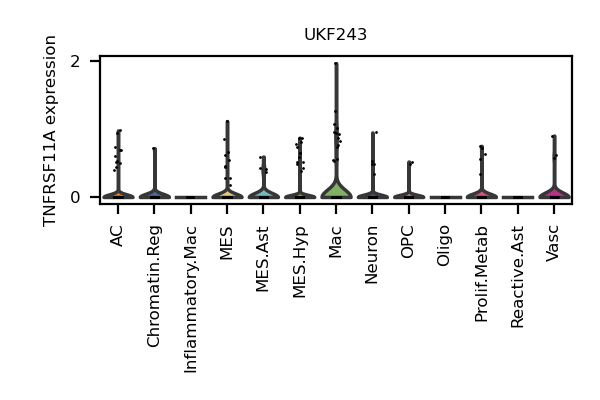 UKF243
TNFRSF11A expression
2
0
AC
Chromatin.Reg
Inflammatory.Mac
MES
MES.Ast
MES.Hyp
Mac
Neuron
OPC
Oligo
Prolif.Metab
Reactive.Ast
Vasc